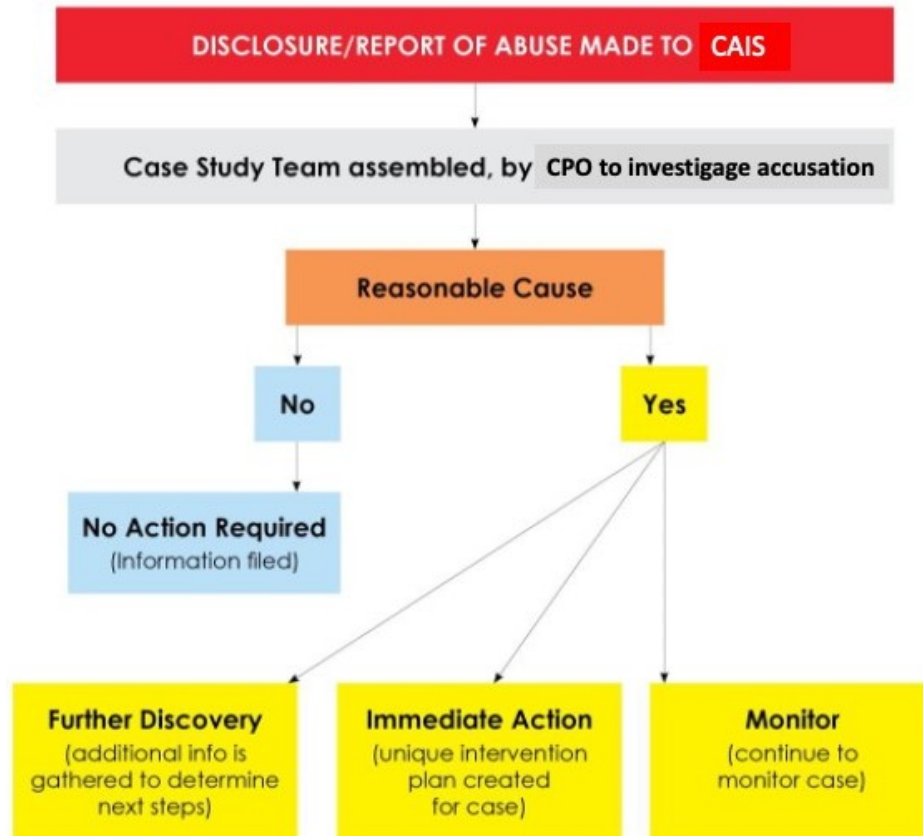 DISCLOSURE/REPORT OF ABUSE MADE TO CAIS
Case Study Team assembled, by CPO to investigage accusation
Reasonable Cause
No
Yes
No Action Required
(Information filed)
Further Discovery
(additional info is
gathered to determine
next steps)
Immediate Action
(unique intervention
plan created
for case)
Monitor
(continue to
monitor case)